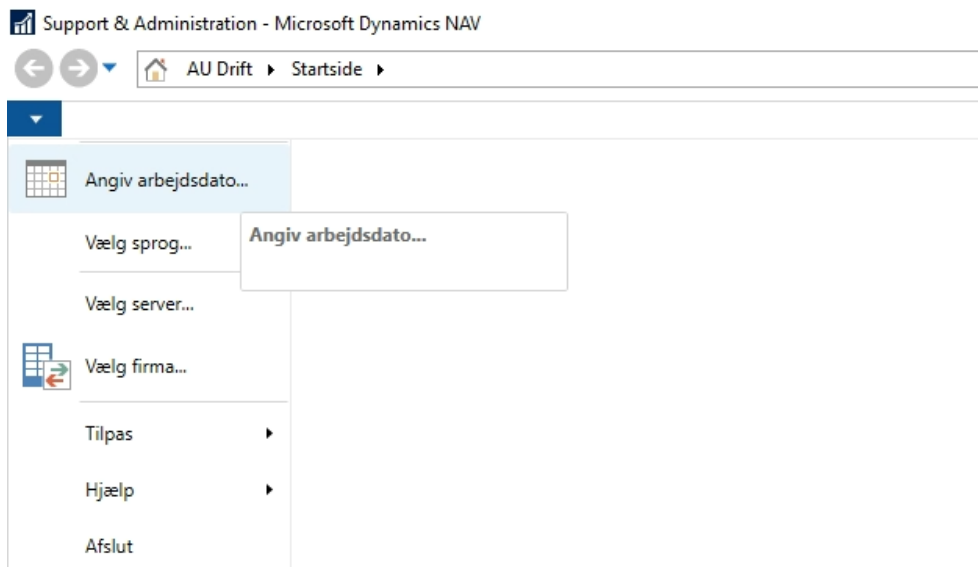 Support & Administration - Microsoft Dynamics NAV
AU Drift Startside
Angiv arbejdsdato...
Angiv arbejdsdato...
Vælg sprog...
Vælg server...
Vælg firma...
Tilpas
Hjælp
Afslut